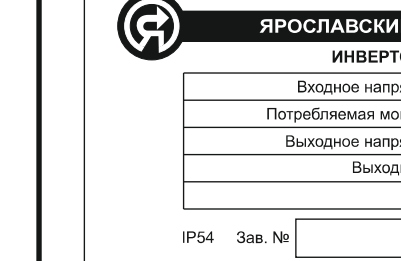 ЯРОСЛАВСКИ
ИНВЕРТ
Входное напр
Потребляемая мо
Выходное напр
Выход
IP54 Зав. №